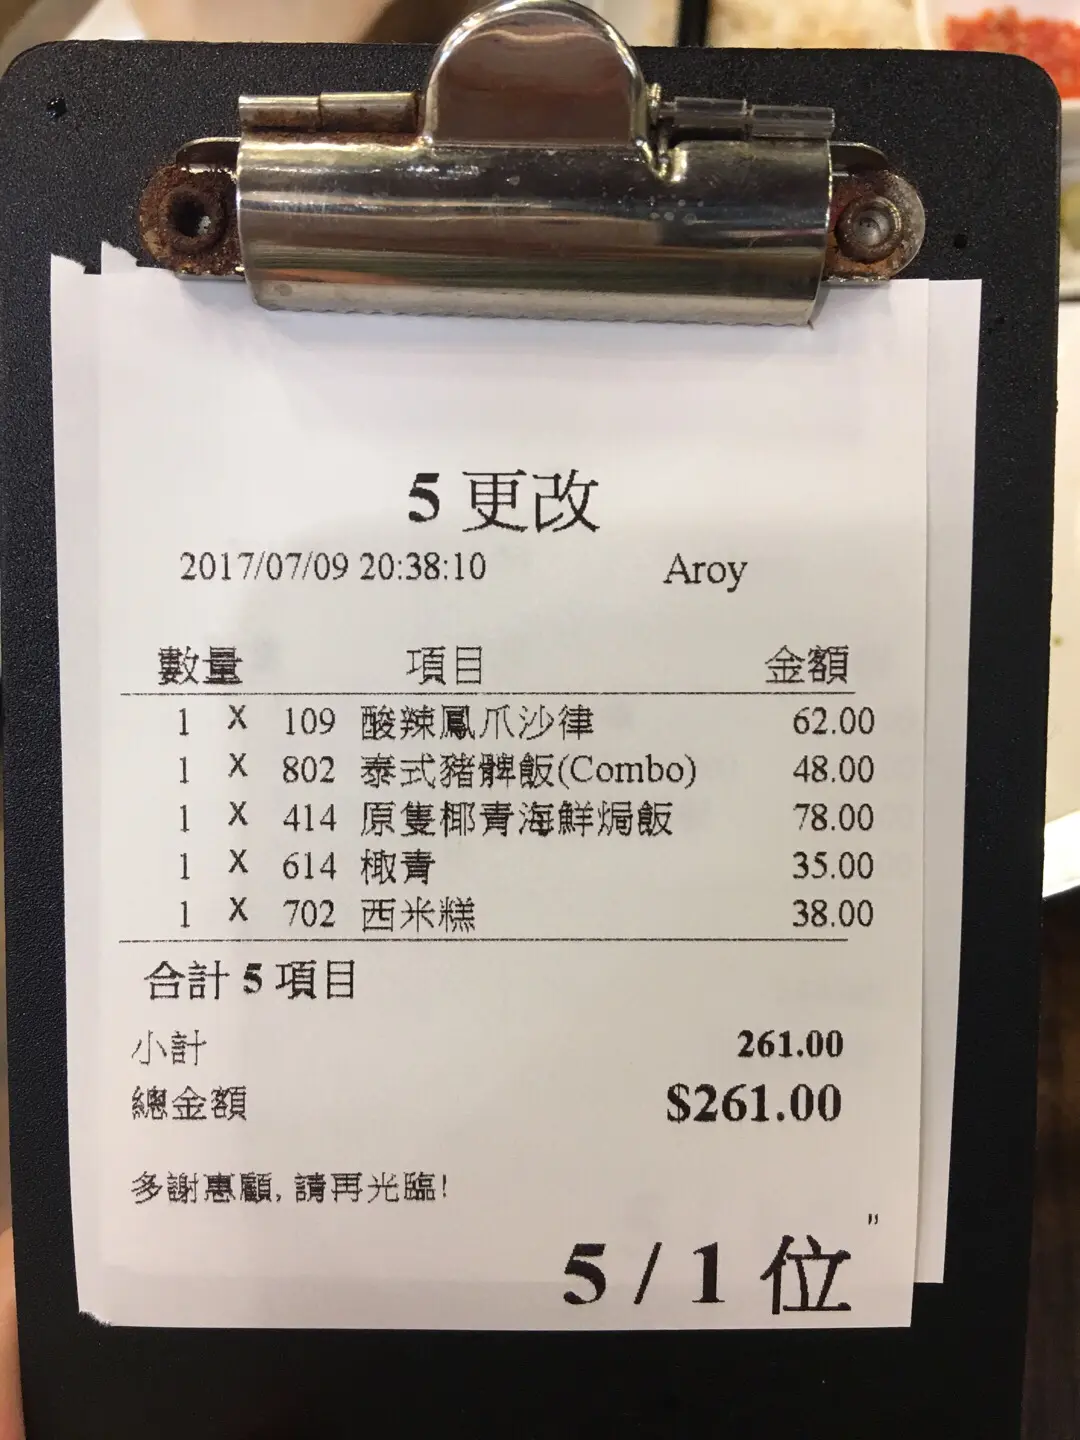 5 更改
2017/07/09 20:38:10 Aroy
數量 項目 金額
1 X 109 酸辣鳳爪沙律 62.00
1 X 802 泰式豬髀飯(Combo) 48.00
1 X 414 原隻椰青海鮮焗飯 78.00
1 X 614 椰青 35.00
1 X 702 西米糕 38.00
合計 5 項目
小計 261.00
總金額 $261.00
多謝惠顧, 請再光臨!
"
5 / 1 位